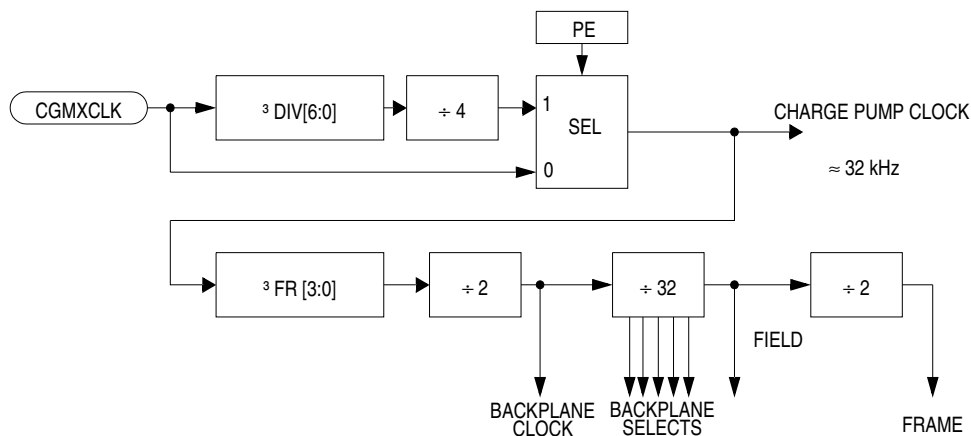 PE
CGMXCLK
³ DIV[6:0]
÷ 4
1
SEL
0
CHARGE PUMP CLOCK
≈ 32 kHz
³ FR [3:0]
÷ 2
÷ 32
÷ 2
FIELD
BACKPLANE
CLOCK
BACKPLANE
SELECTS
FRAME